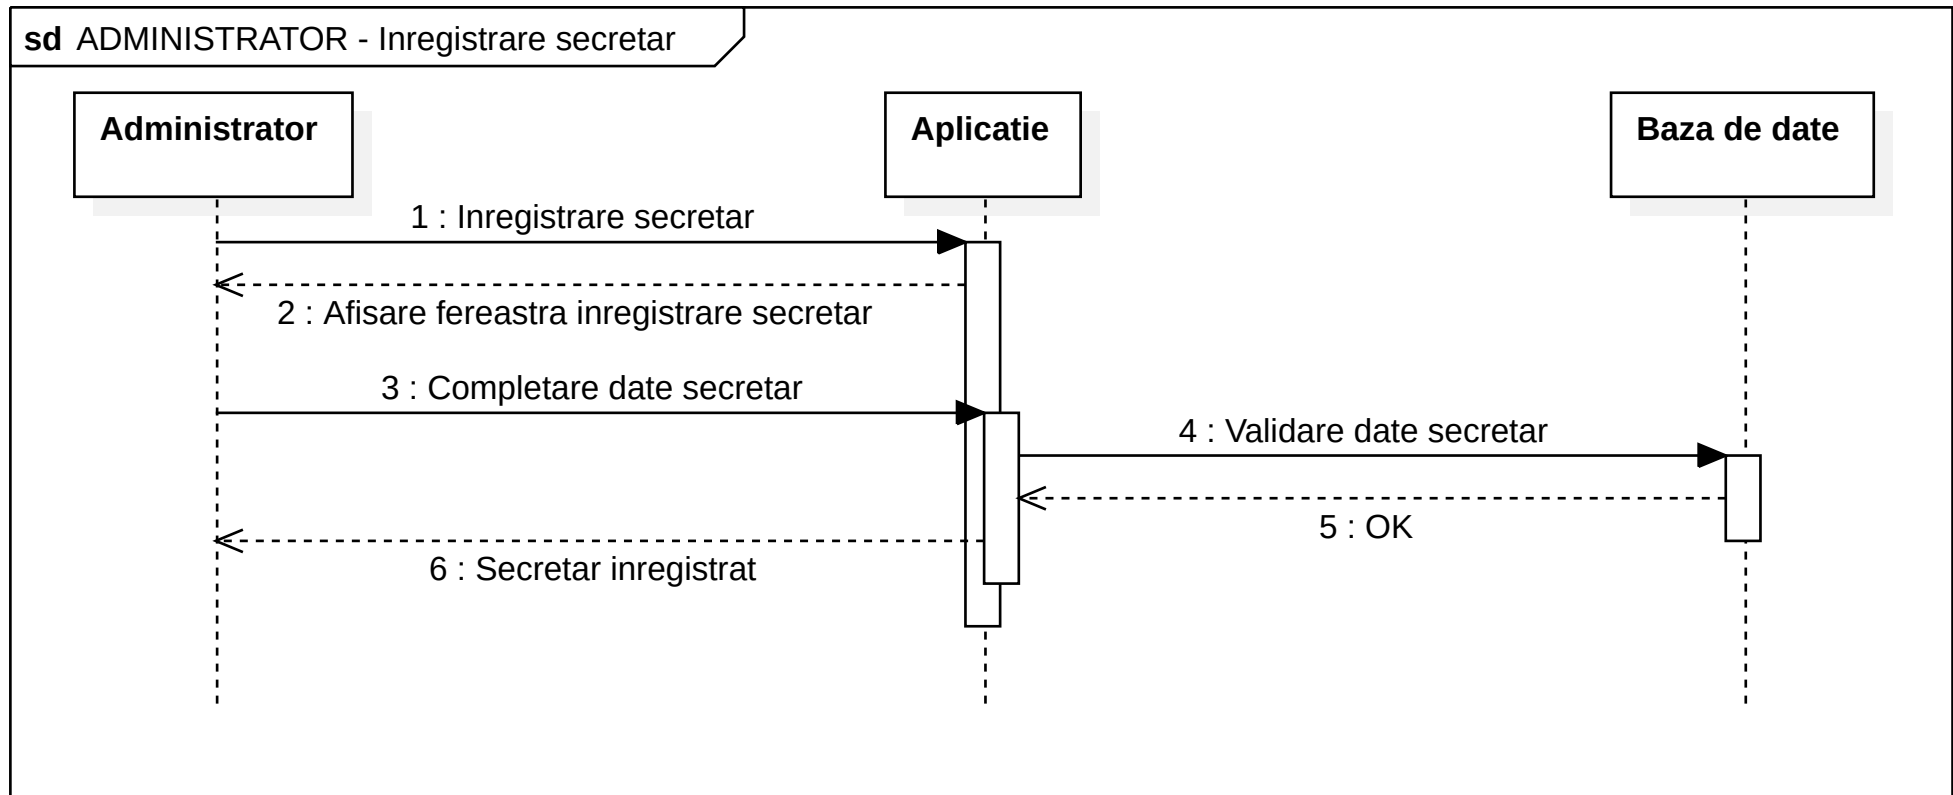 sd ADMINISTRATOR - Inregistrare secretar
Administrator
Aplicatie
Baza de date
1 : Inregistrare secretar
2 : Afisare fereastra inregistrare secretar
3 : Completare date secretar
4 : Validare date secretar
5 : OK
6 : Secretar inregistrat